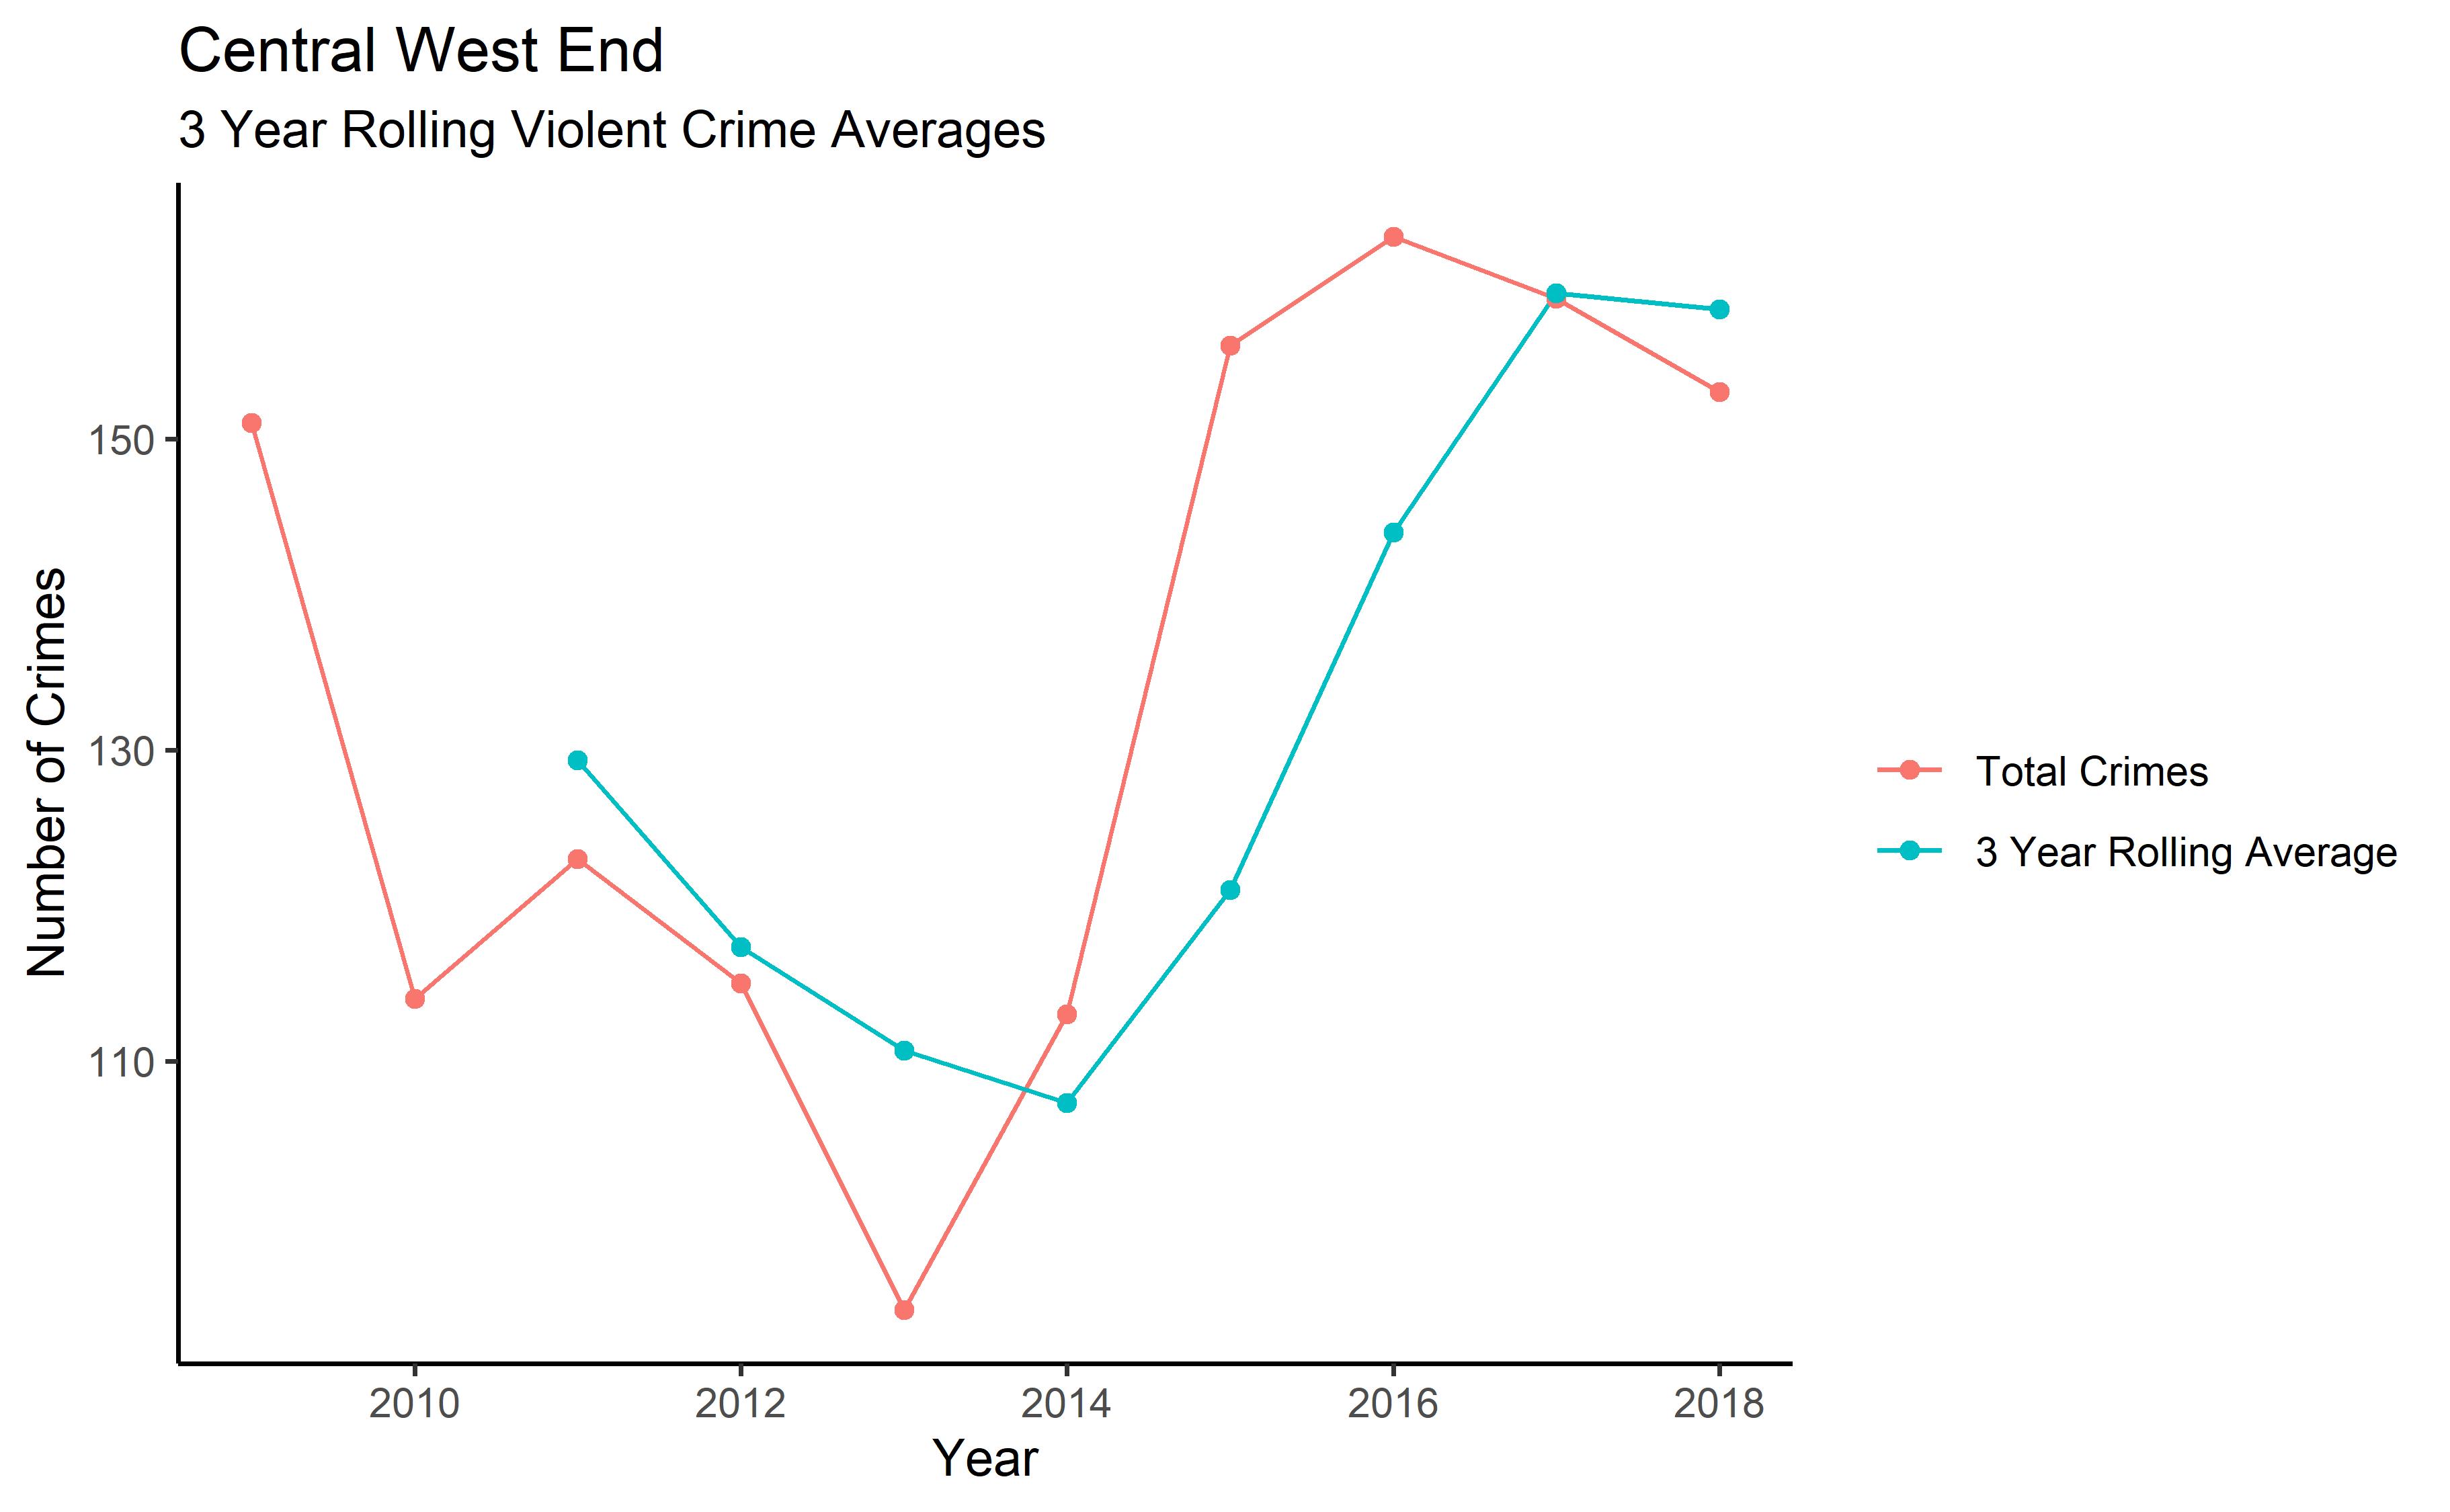 Central West End
3 Year Rolling Violent Crime Averages
Number of Crimes
150
130
110
2010
2012
2014
2016
2018
Year
Total Crimes
3 Year Rolling Average